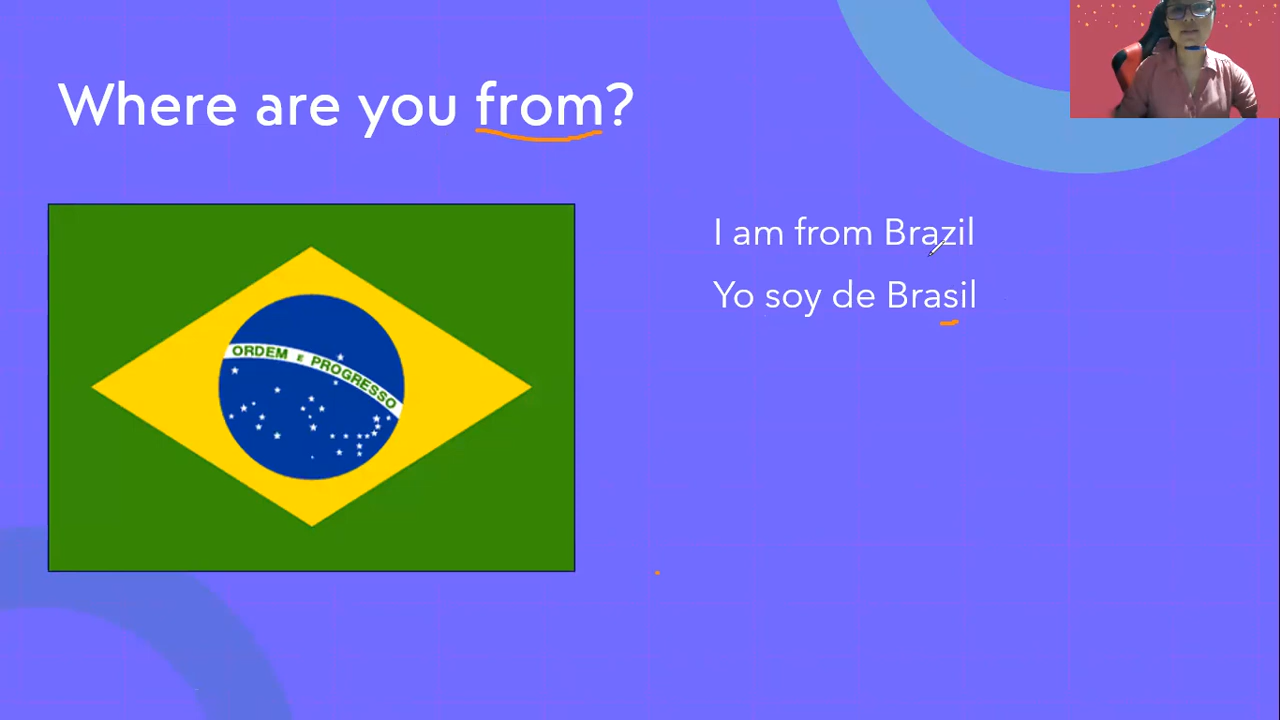 Where are you from?
I am from Brazil
Yo soy de Brasil
ORDEM E PROGRESSO